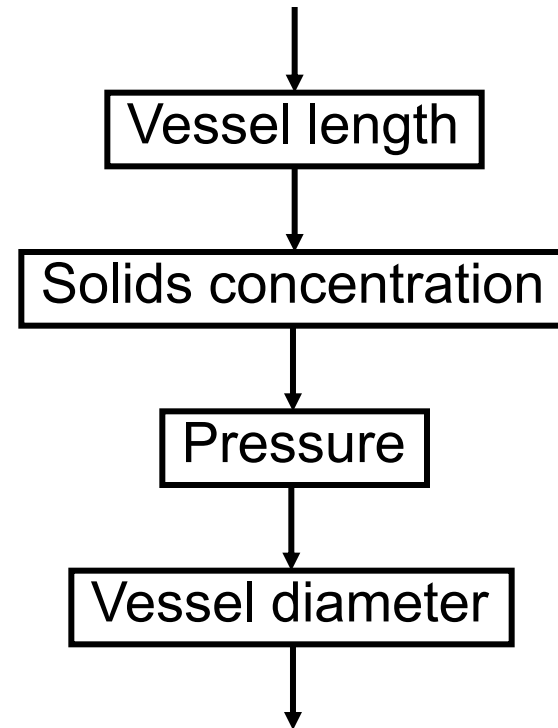 Vessel length
Solids concentration
Pressure
Vessel diameter